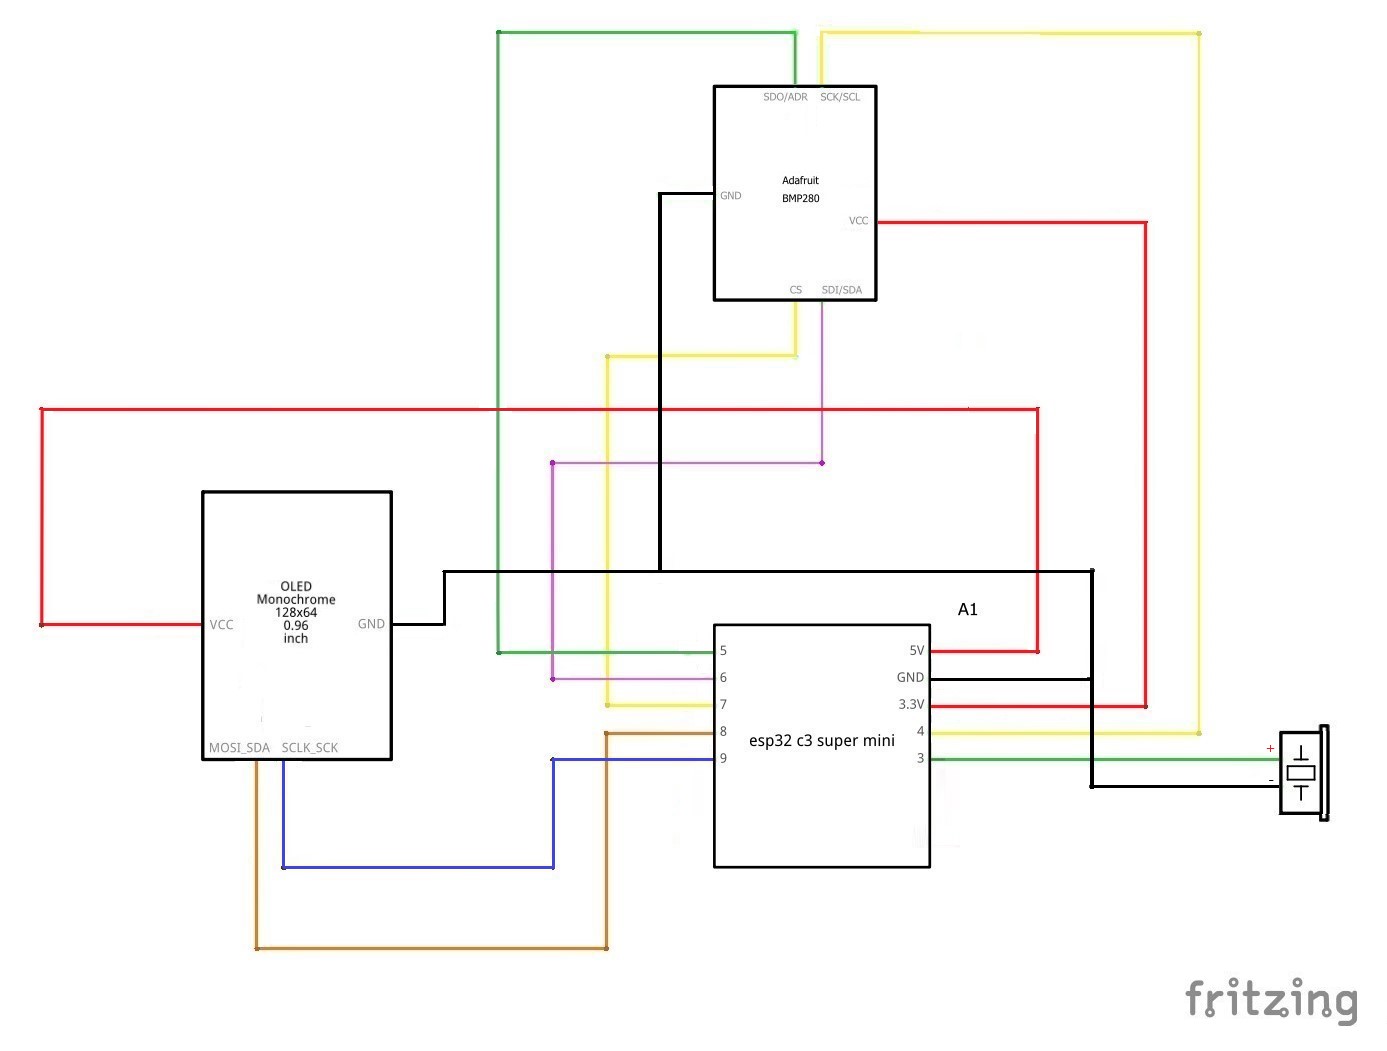 SDO/ADR SCK/SCL
Adafruit
BMP280
GND
VCC
CS SDI/SDA
OLED
Monochrome
128x64
0.96
inch
VCC
GND
MOSI_SDA SCLK_SCK
A1
5
5V
6
GND
7
3.3V
8
esp32 c3 super mini
4
9
3
+
-
fritzing